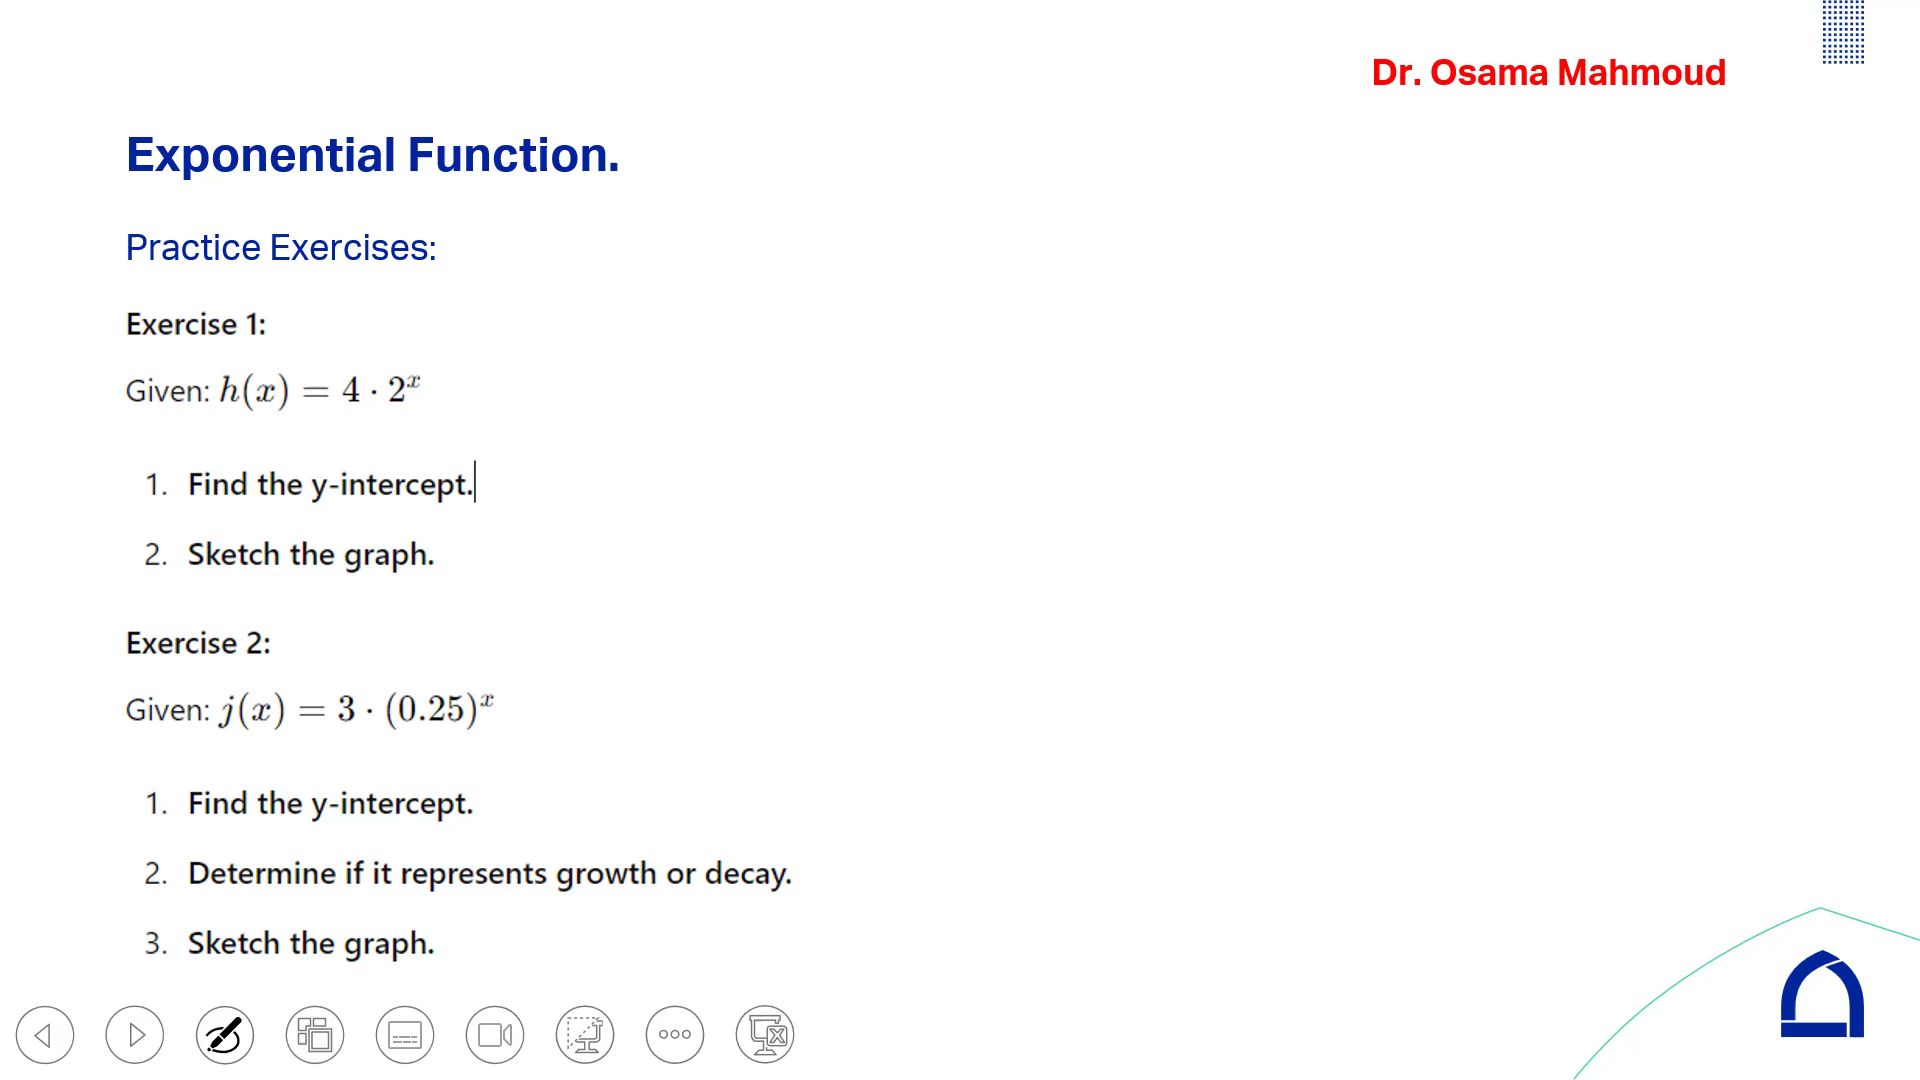 Dr. Osama Mahmoud
Exponential Function.
Practice Exercises:
Exercise 1:
Given: h(x) = 4 · 2ˣ
1. Find the y-intercept.
2. Sketch the graph.
Exercise 2:
Given: j(x) = 3 · (0.25)ˣ
1. Find the y-intercept.
2. Determine if it represents growth or decay.
3. Sketch the graph.